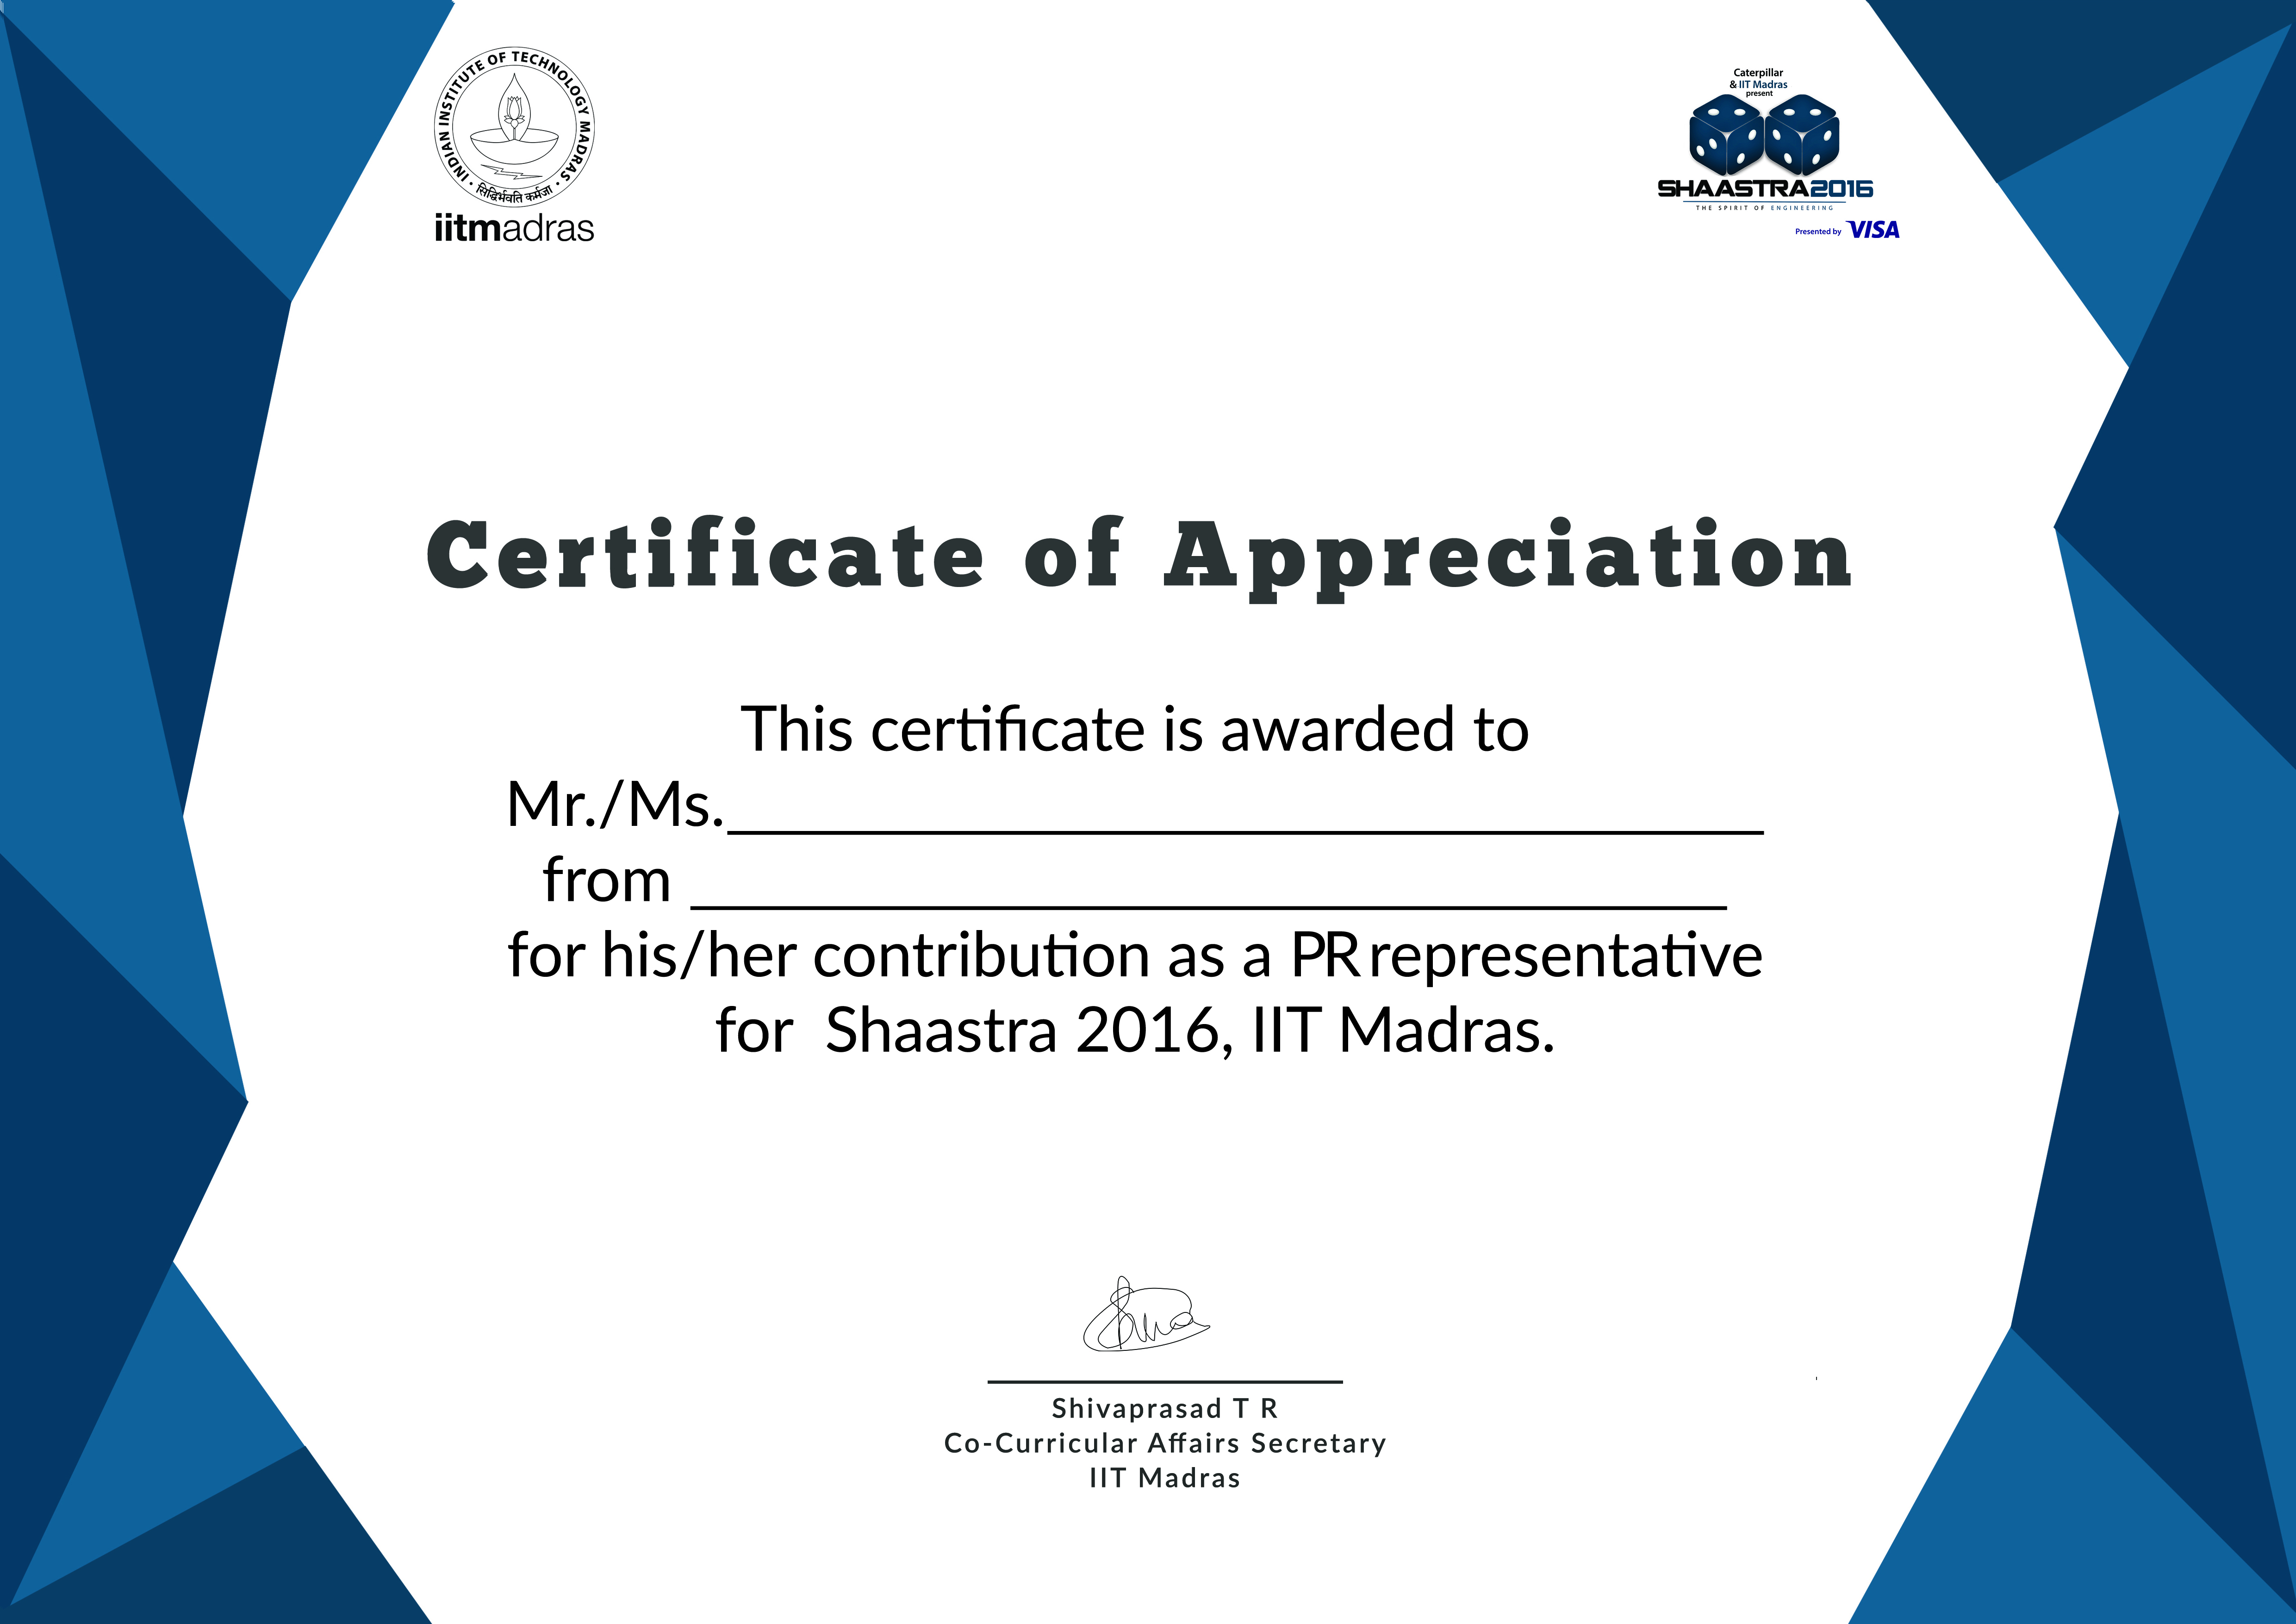 INDIAN INSTITUTE OF TECHNOLOGY MADRAS
सिद्धिर्भवति कर्मजा
iitmadras
Caterpillar
& IIT Madras
present
SHAASTRA2016
THE SPIRIT OF ENGINEERING
Presented by VISA
Certificate of Appreciation
This certificate is awarded to
Mr./Ms.
from
for his/her contribution as a PR representative
for Shaastra 2016, IIT Madras.
Shivaprasad T R
Co-Curricular Affairs Secretary
IIT Madras